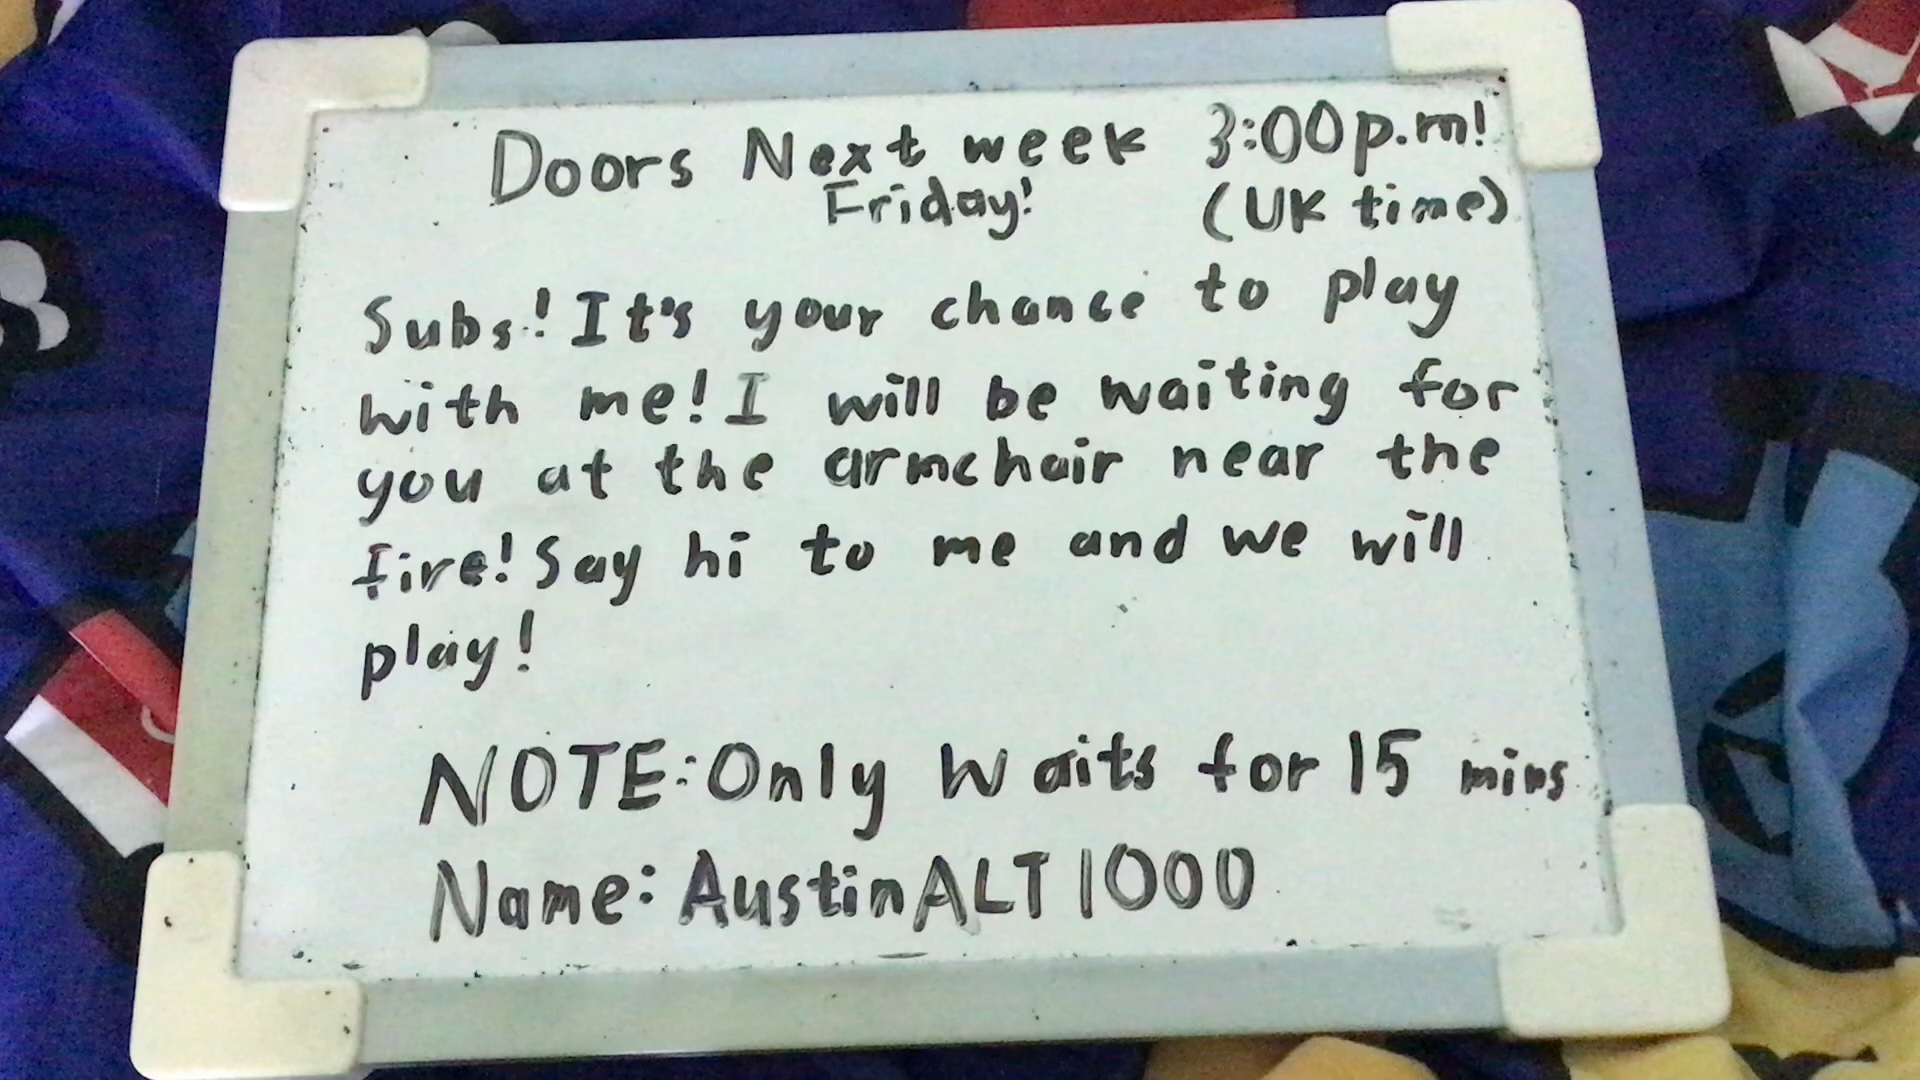 Doors Next week 3:00p.m!
Friday! (UK time)
Subs! It's your chance to play
with me! I will be waiting for
you at the armchair near the
fire! Say hi to me and we will
play!
NOTE: Only Waits for 15 mins
Name: AustinALT1000